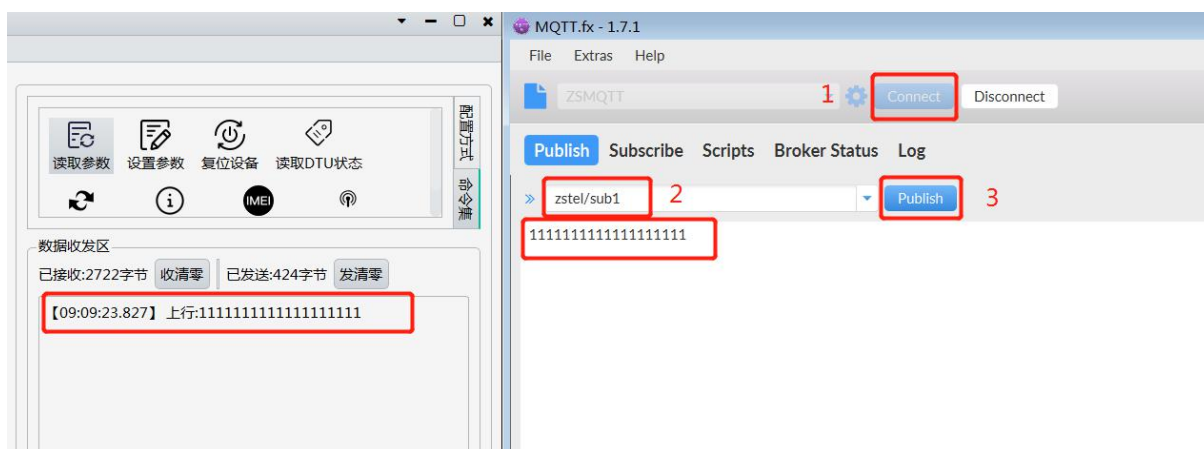 MQTT.fx - 1.7.1
File Extras Help
ZSMQTT
1
Connect
Disconnect
Publish Subscribe Scripts Broker Status Log
zstel/sub1
2
Publish
3
1111111111111111111
读取参数 设置参数 复位设备 读取DTU状态
IMEI
配置方式
命令集
数据收发区
已接收:2722字节 收清零 已发送:424字节 发清零
【09:09:23.827】 上行:1111111111111111111